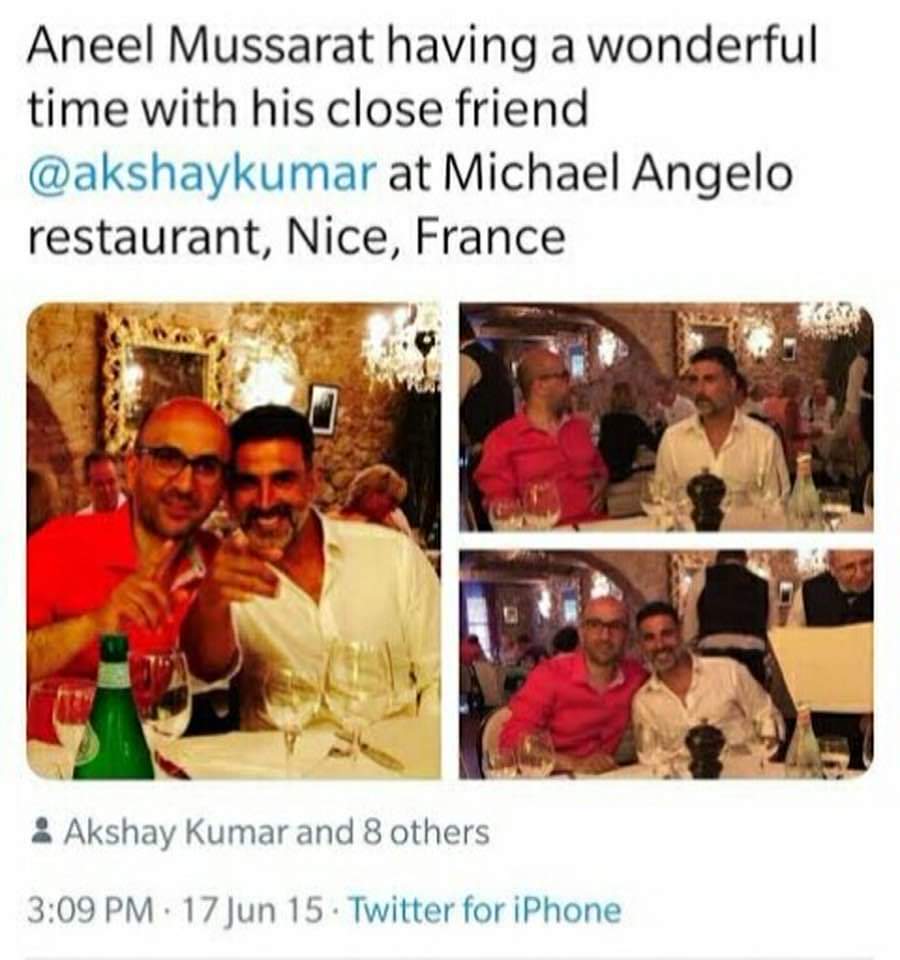 Aneel Mussarat having a wonderful
time with his close friend
@akshaykumar at Michael Angelo
restaurant, Nice, France
Akshay Kumar and 8 others
3:09 PM · 17 Jun 15 · Twitter for iPhone